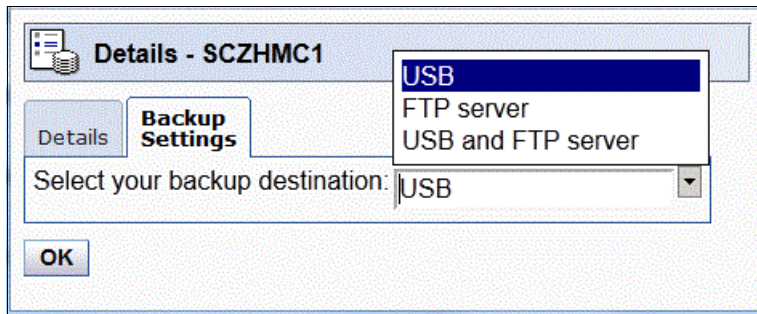 Details - SCZHMC1
USB
FTP server
USB and FTP server
Details
Backup
Settings
Select your backup destination: USB
OK